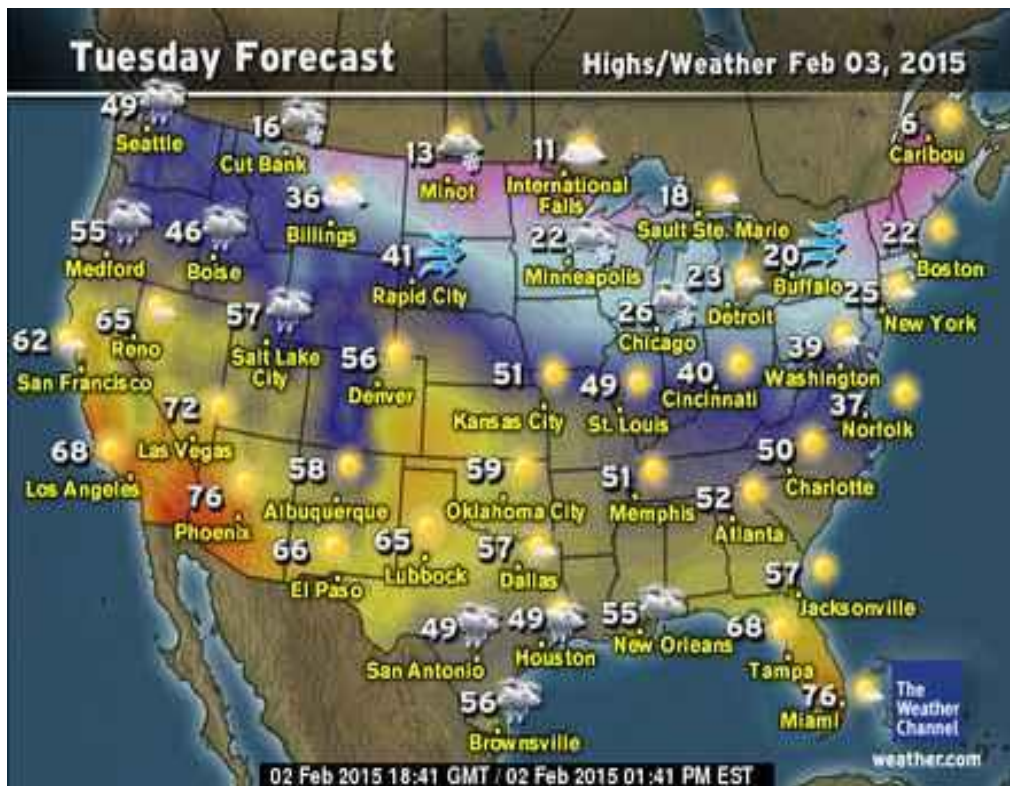 Tuesday Forecast
Highs/Weather Feb 03, 2015
49
Seattle
16
Cut Bank
13
Minot
11
International
Falls
6
Caribou
36
Billings
18
Sault Ste. Marie
55
Medford
46
Boise
41
Rapid City
22
Minneapolis
20
Buffalo
22
Boston
23
Detroit
25
New York
26
Chicago
62
San Francisco
65
Reno
57
Salt Lake
City
56
Denver
51
Kansas City
49
St. Louis
40
Cincinnati
39
Washington
37
Norfolk
72
Las Vegas
68
Los Angeles
76
Phoenix
58
Albuquerque
59
Oklahoma City
51
Memphis
52
Atlanta
50
Charlotte
66
El Paso
65
Lubbock
57
Dallas
57
Jacksonville
49
San Antonio
49
Houston
55
New Orleans
68
Tampa
56
Brownsville
76
Miami
The
Weather
Channel
weather.com
02 Feb 2015 18:41 GMT / 02 Feb 2015 01:41 PM EST